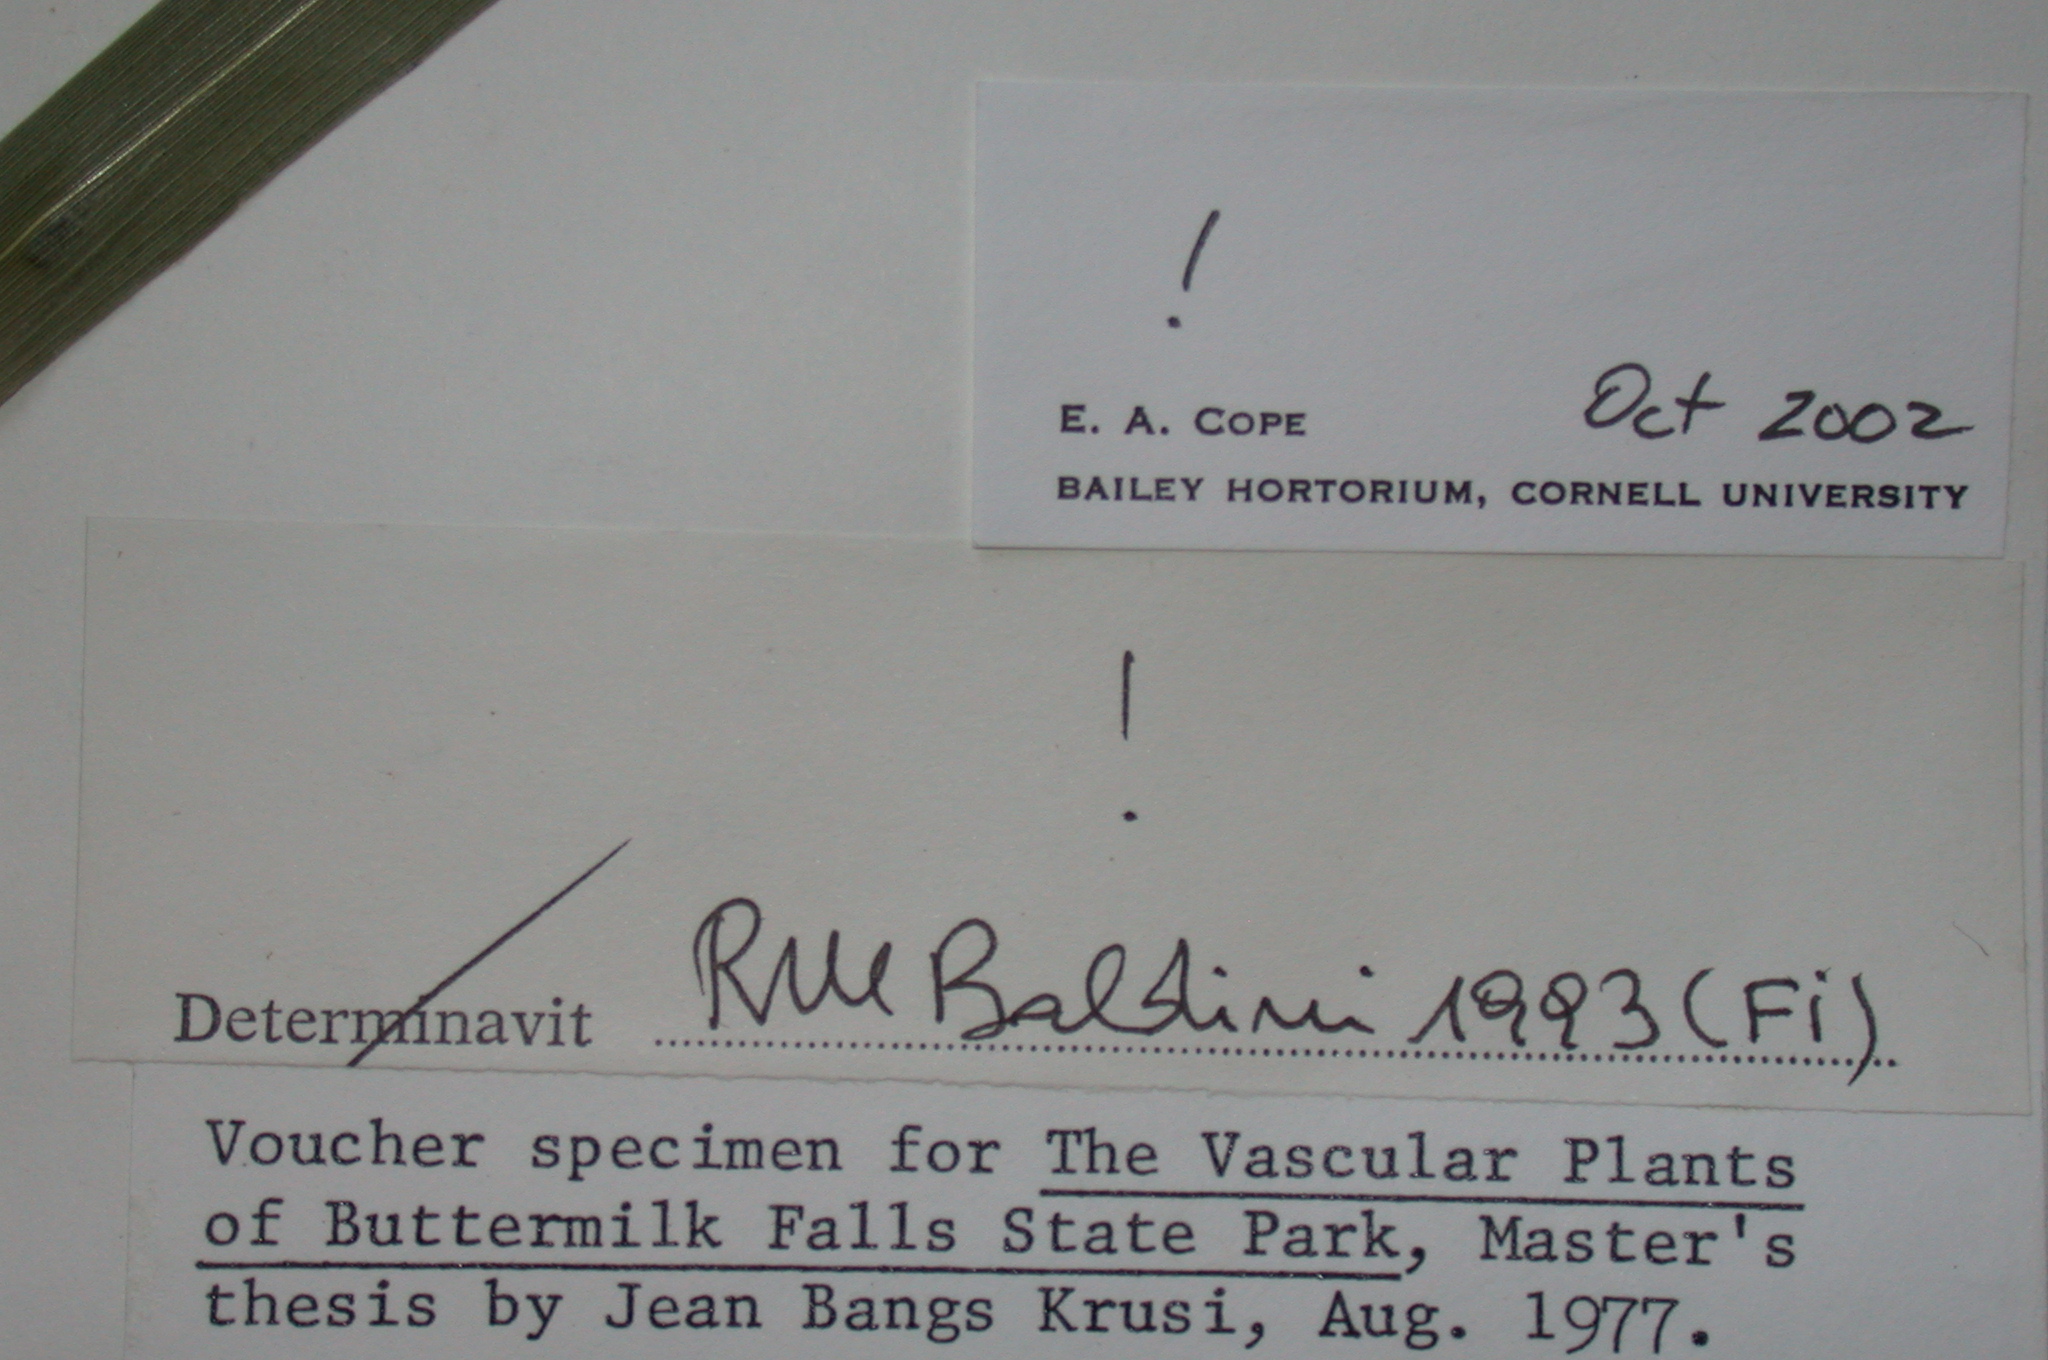 !
E. A. COPE Oct 2002
BAILEY HORTORIUM, CORNELL UNIVERSITY
!
Determinavit Baldini 1993 (Fi)
Voucher specimen for The Vascular Plants
of Buttermilk Falls State Park, Master's
thesis by Jean Bangs Krusi, Aug. 1977.